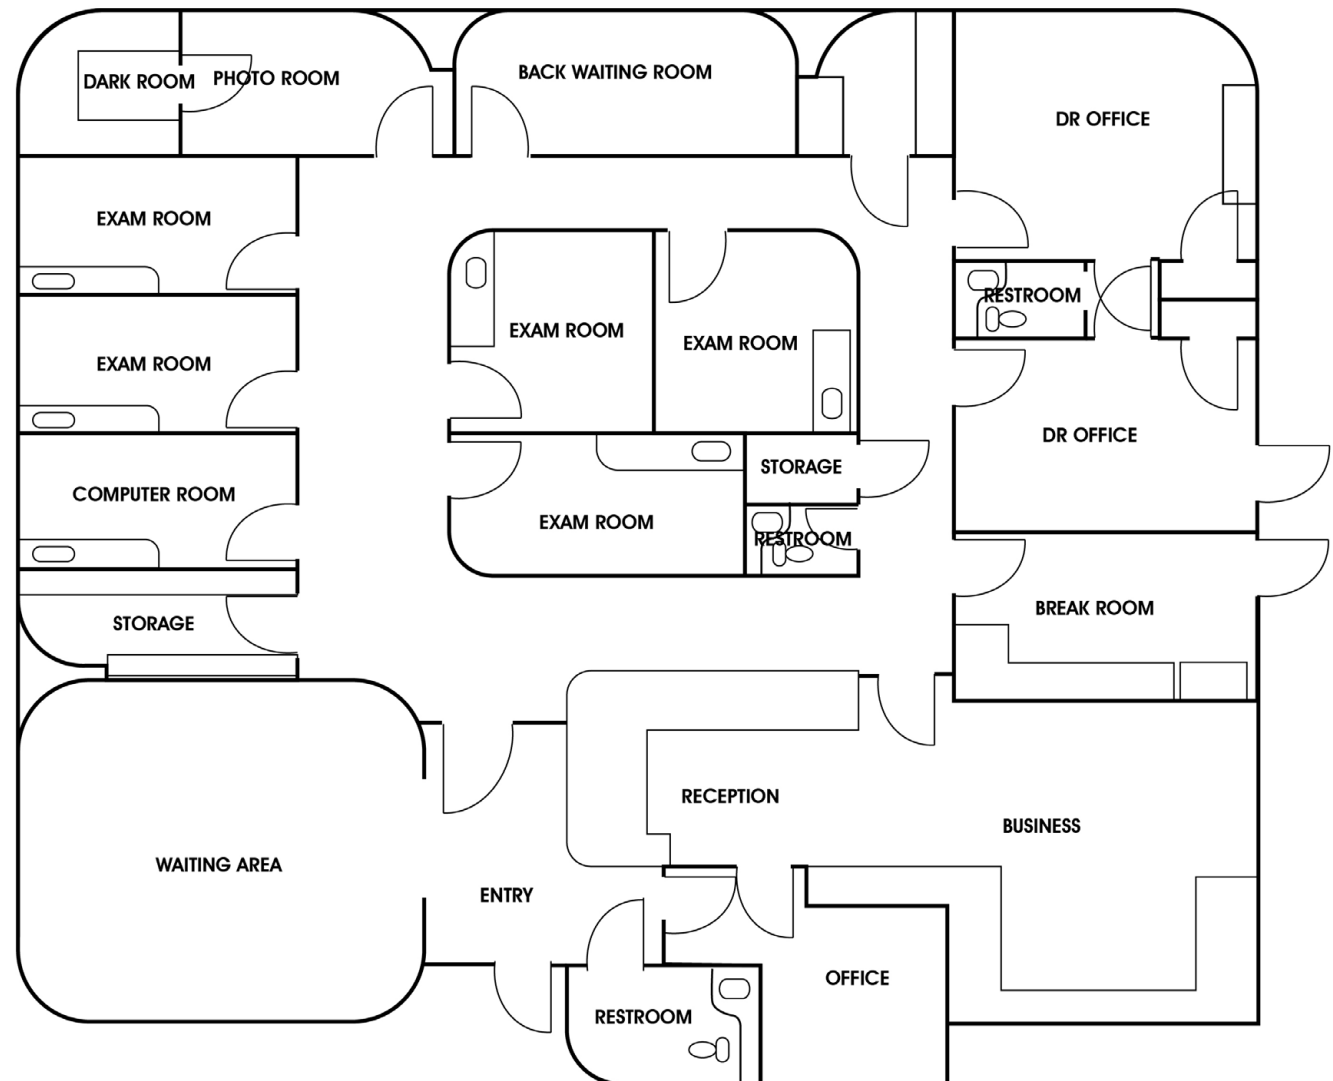 DARK ROOM
PHOTO ROOM
BACK WAITING ROOM
DR OFFICE
EXAM ROOM
RESTROOM
EXAM ROOM
EXAM ROOM
EXAM ROOM
DR OFFICE
COMPUTER ROOM
STORAGE
EXAM ROOM
RESTROOM
STORAGE
BREAK ROOM
RECEPTION
BUSINESS
WAITING AREA
ENTRY
OFFICE
RESTROOM